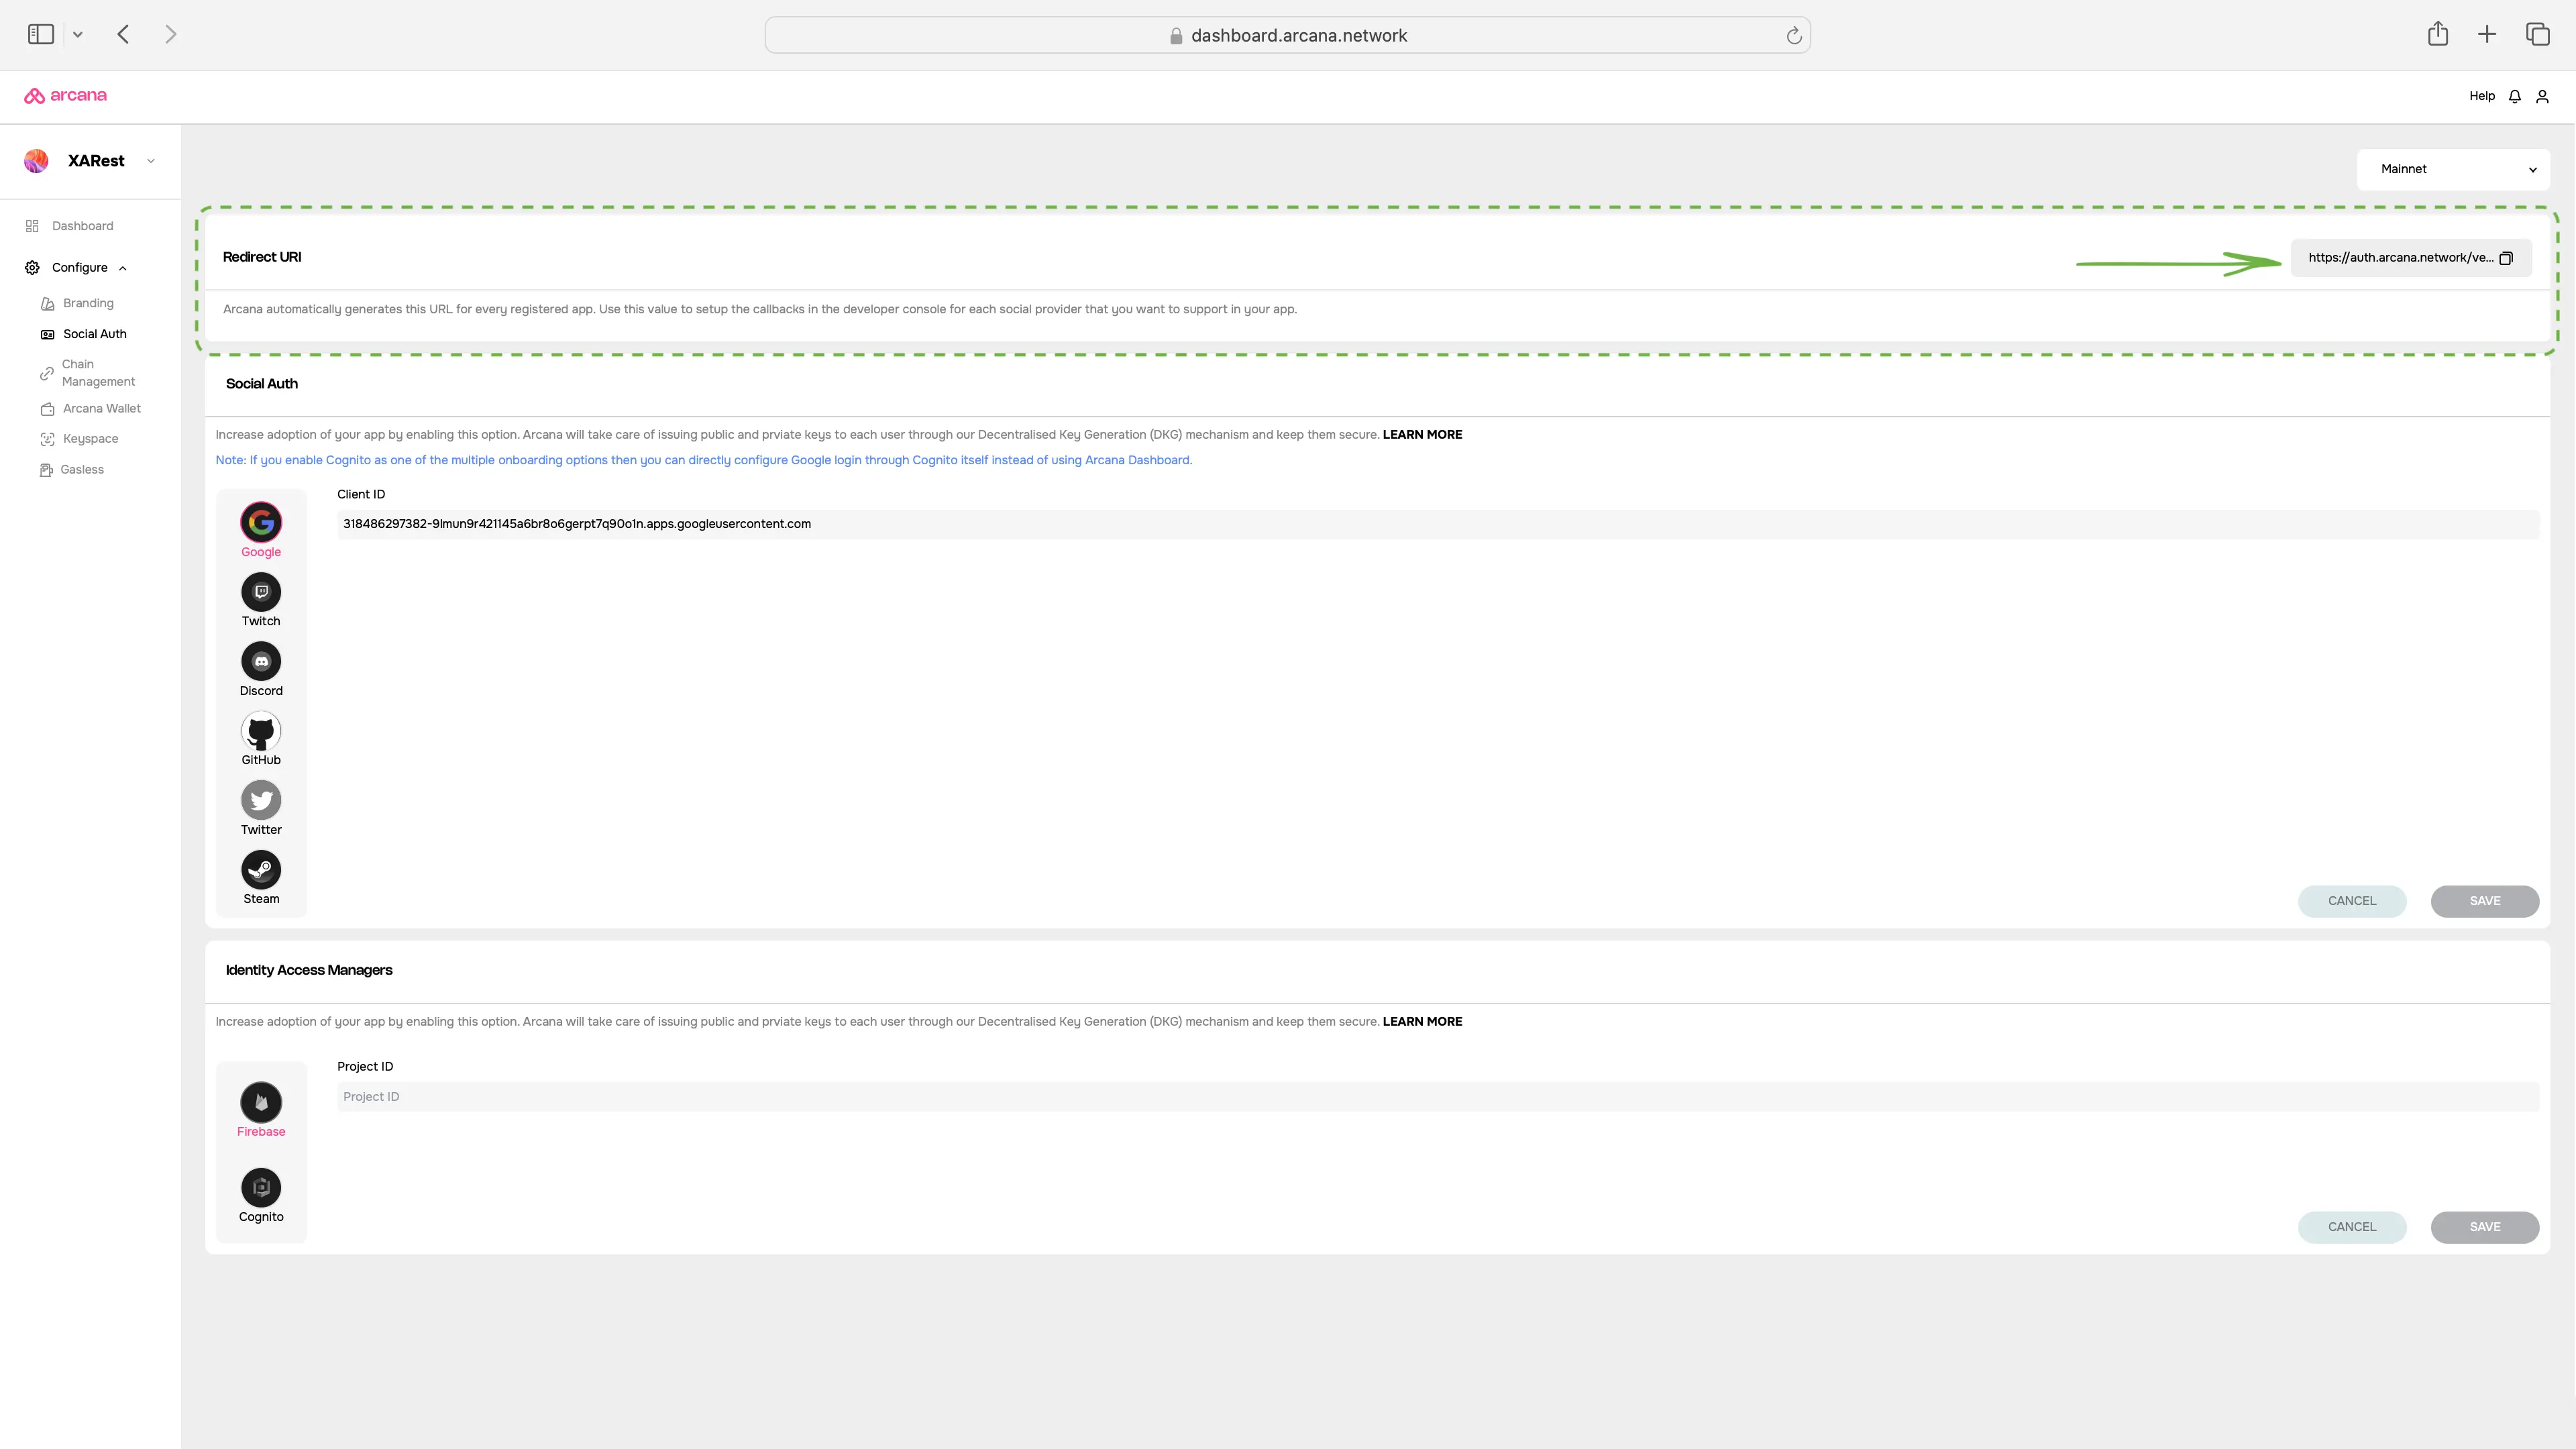 dashboard.arcana.network
arcana
Help
XARest
Mainnet
Dashboard
Configure
Branding
Social Auth
Chain
Management
Arcana Wallet
Keyspace
Gasless
Redirect URI
https://auth.arcana.network/ve...
Arcana automatically generates this URL for every registered app. Use this value to setup the callbacks in the developer console for each social provider that you want to support in your app.
Social Auth
Increase adoption of your app by enabling this option. Arcana will take care of issuing public and prviate keys to each user through our Decentralised Key Generation (DKG) mechanism and keep them secure. LEARN MORE
Note: If you enable Cognito as one of the multiple onboarding options then you can directly configure Google login through Cognito itself instead of using Arcana Dashboard.
Google
Twitch
Discord
GitHub
Twitter
Steam
Client ID
318486297382-9lmun9r421145a6br8o6gerpt7q90o1n.apps.googleusercontent.com
CANCEL
SAVE
Identity Access Managers
Increase adoption of your app by enabling this option. Arcana will take care of issuing public and prviate keys to each user through our Decentralised Key Generation (DKG) mechanism and keep them secure. LEARN MORE
Firebase
Cognito
Project ID
Project ID
CANCEL
SAVE